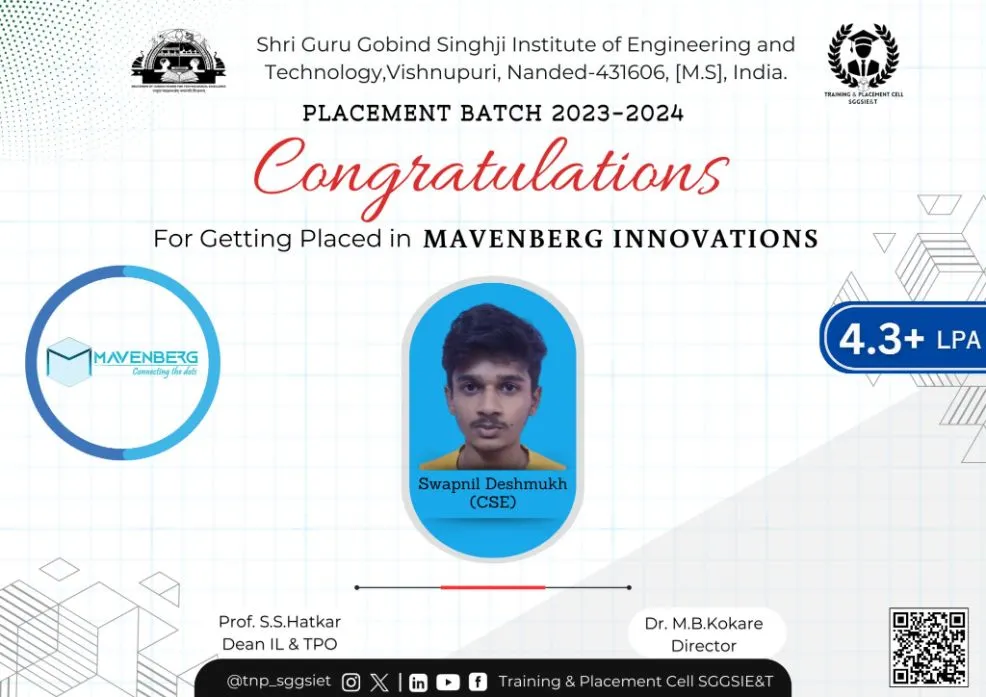 Shri Guru Gobind Singhji Institute of Engineering and
Technology,Vishnupuri, Nanded-431606, [M.S], India.
TRAINING & PLACEMENT CELL
SGGSIE&T
PLACEMENT BATCH 2023-2024
Congratulations
For Getting Placed in MAVENBERG INNOVATIONS
MAVENBERG
Connecting the dots
4.3+ LPA
Swapnil Deshmukh
(CSE)
Prof. S.S.Hatkar
Dean IL & TPO
Dr. M.B.Kokare
Director
@tnp_sggsiet | Training & Placement Cell SGGSIE&T